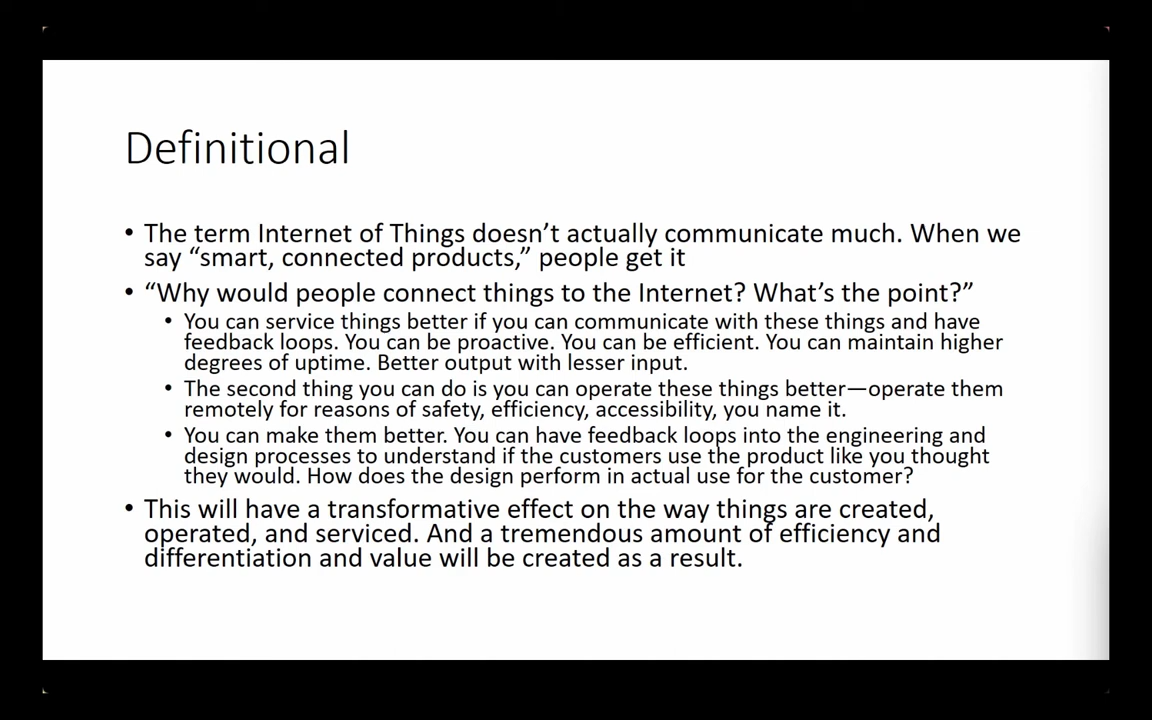 Definitional
• The term Internet of Things doesn’t actually communicate much. When we
say “smart, connected products,” people get it
• “Why would people connect things to the Internet? What’s the point?”
• You can service things better if you can communicate with these things and have
feedback loops. You can be proactive. You can be efficient. You can maintain higher
degrees of uptime. Better output with lesser input.
• The second thing you can do is you can operate these things better—operate them
remotely for reasons of safety, efficiency, accessibility, you name it.
• You can make them better. You can have feedback loops into the engineering and
design processes to understand if the customers use the product like you thought
they would. How does the design perform in actual use for the customer?
• This will have a transformative effect on the way things are created,
operated, and serviced. And a tremendous amount of efficiency and
differentiation and value will be created as a result.